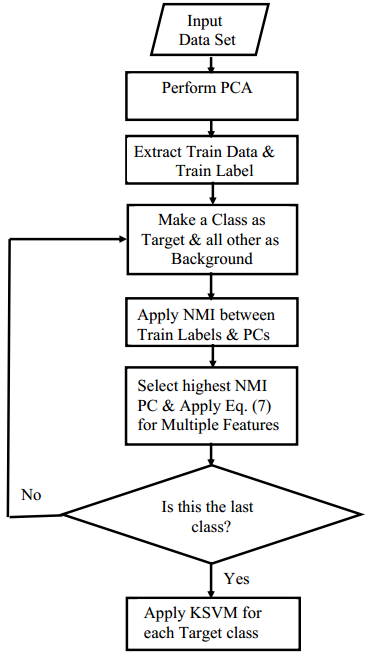 Input
Data Set
Perform PCA
Extract Train Data &
Train Label
Make a Class as
Target & all other as
Background
Apply NMI between
Train Labels & PCs
Select highest NMI
PC & Apply Eq. (7)
for Multiple Features
No
Is this the last
class?
Yes
Apply KSVM for
each Target class